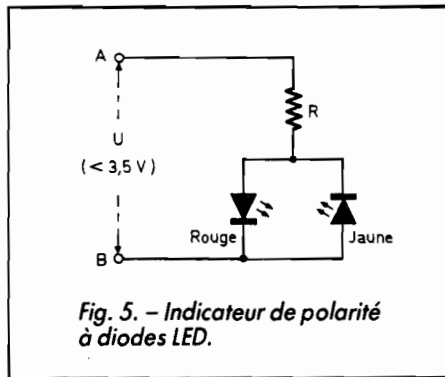 A
U
(< 3,5 V)
B
R
Rouge
Jaune
Fig. 5. – Indicateur de polarité
à diodes LED.